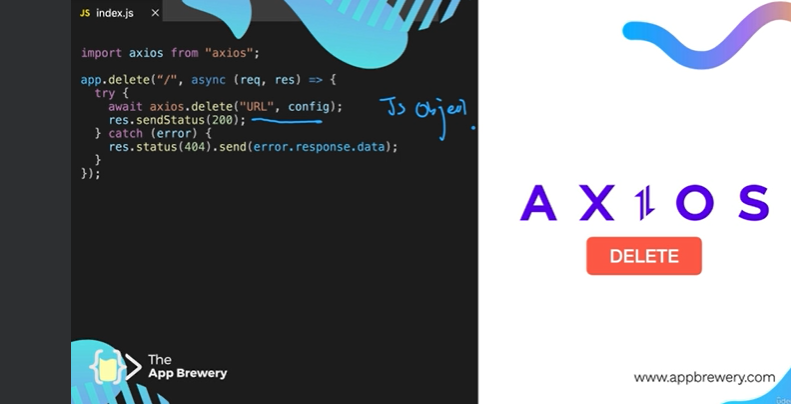 JS index.js ×
import axios from "axios";
app.delete("/", async (req, res) => {
try {
await axios.delete("URL", config);
res.sendStatus(200);
JS Object.
} catch (error) {
res.status(404).send(error.response.data);
}
});
AXIOS
DELETE
The
App Brewery
www.appbrewery.com